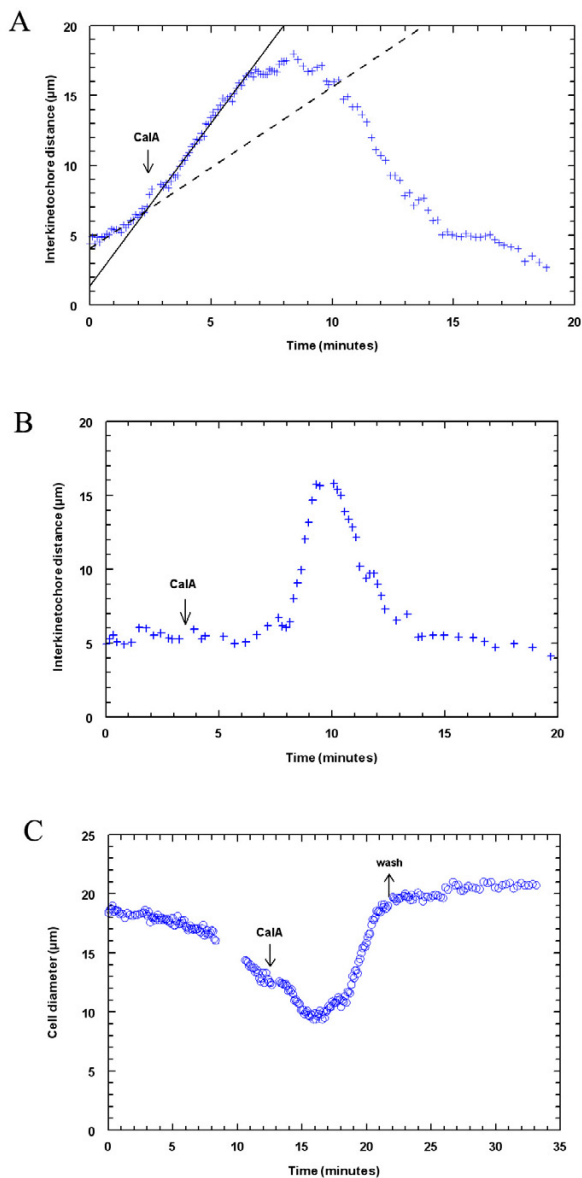 A
20
15
10
5
0
Interkinetochore distance (µm)
CalA
0 5 10 15 20
Time (minutes)
B
20
15
10
5
0
Interkinetochore distance (µm)
CalA
0 5 10 15 20
Time (minutes)
C
25
20
15
10
5
0
Cell diameter (µm)
CalA
wash
0 5 10 15 20 25 30 35
Time (minutes)